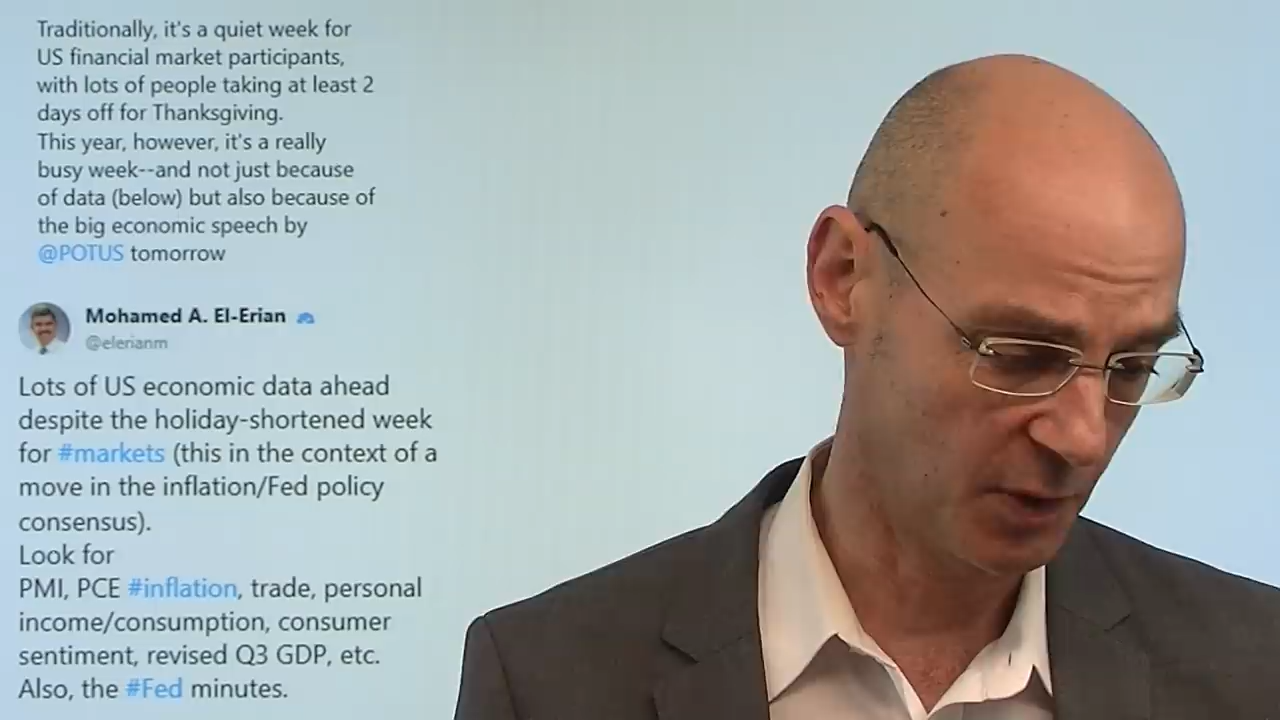 Traditionally, it's a quiet week for
US financial market participants,
with lots of people taking at least 2
days off for Thanksgiving.
This year, however, it's a really
busy week--and not just because
of data (below) but also because of
the big economic speech by
@POTUS tomorrow
Mohamed A. El-Erian
@elerianm
Lots of US economic data ahead
despite the holiday-shortened week
for #markets (this in the context of a
move in the inflation/Fed policy
consensus).
Look for
PMI, PCE #inflation, trade, personal
income/consumption, consumer
sentiment, revised Q3 GDP, etc.
Also, the #Fed minutes.